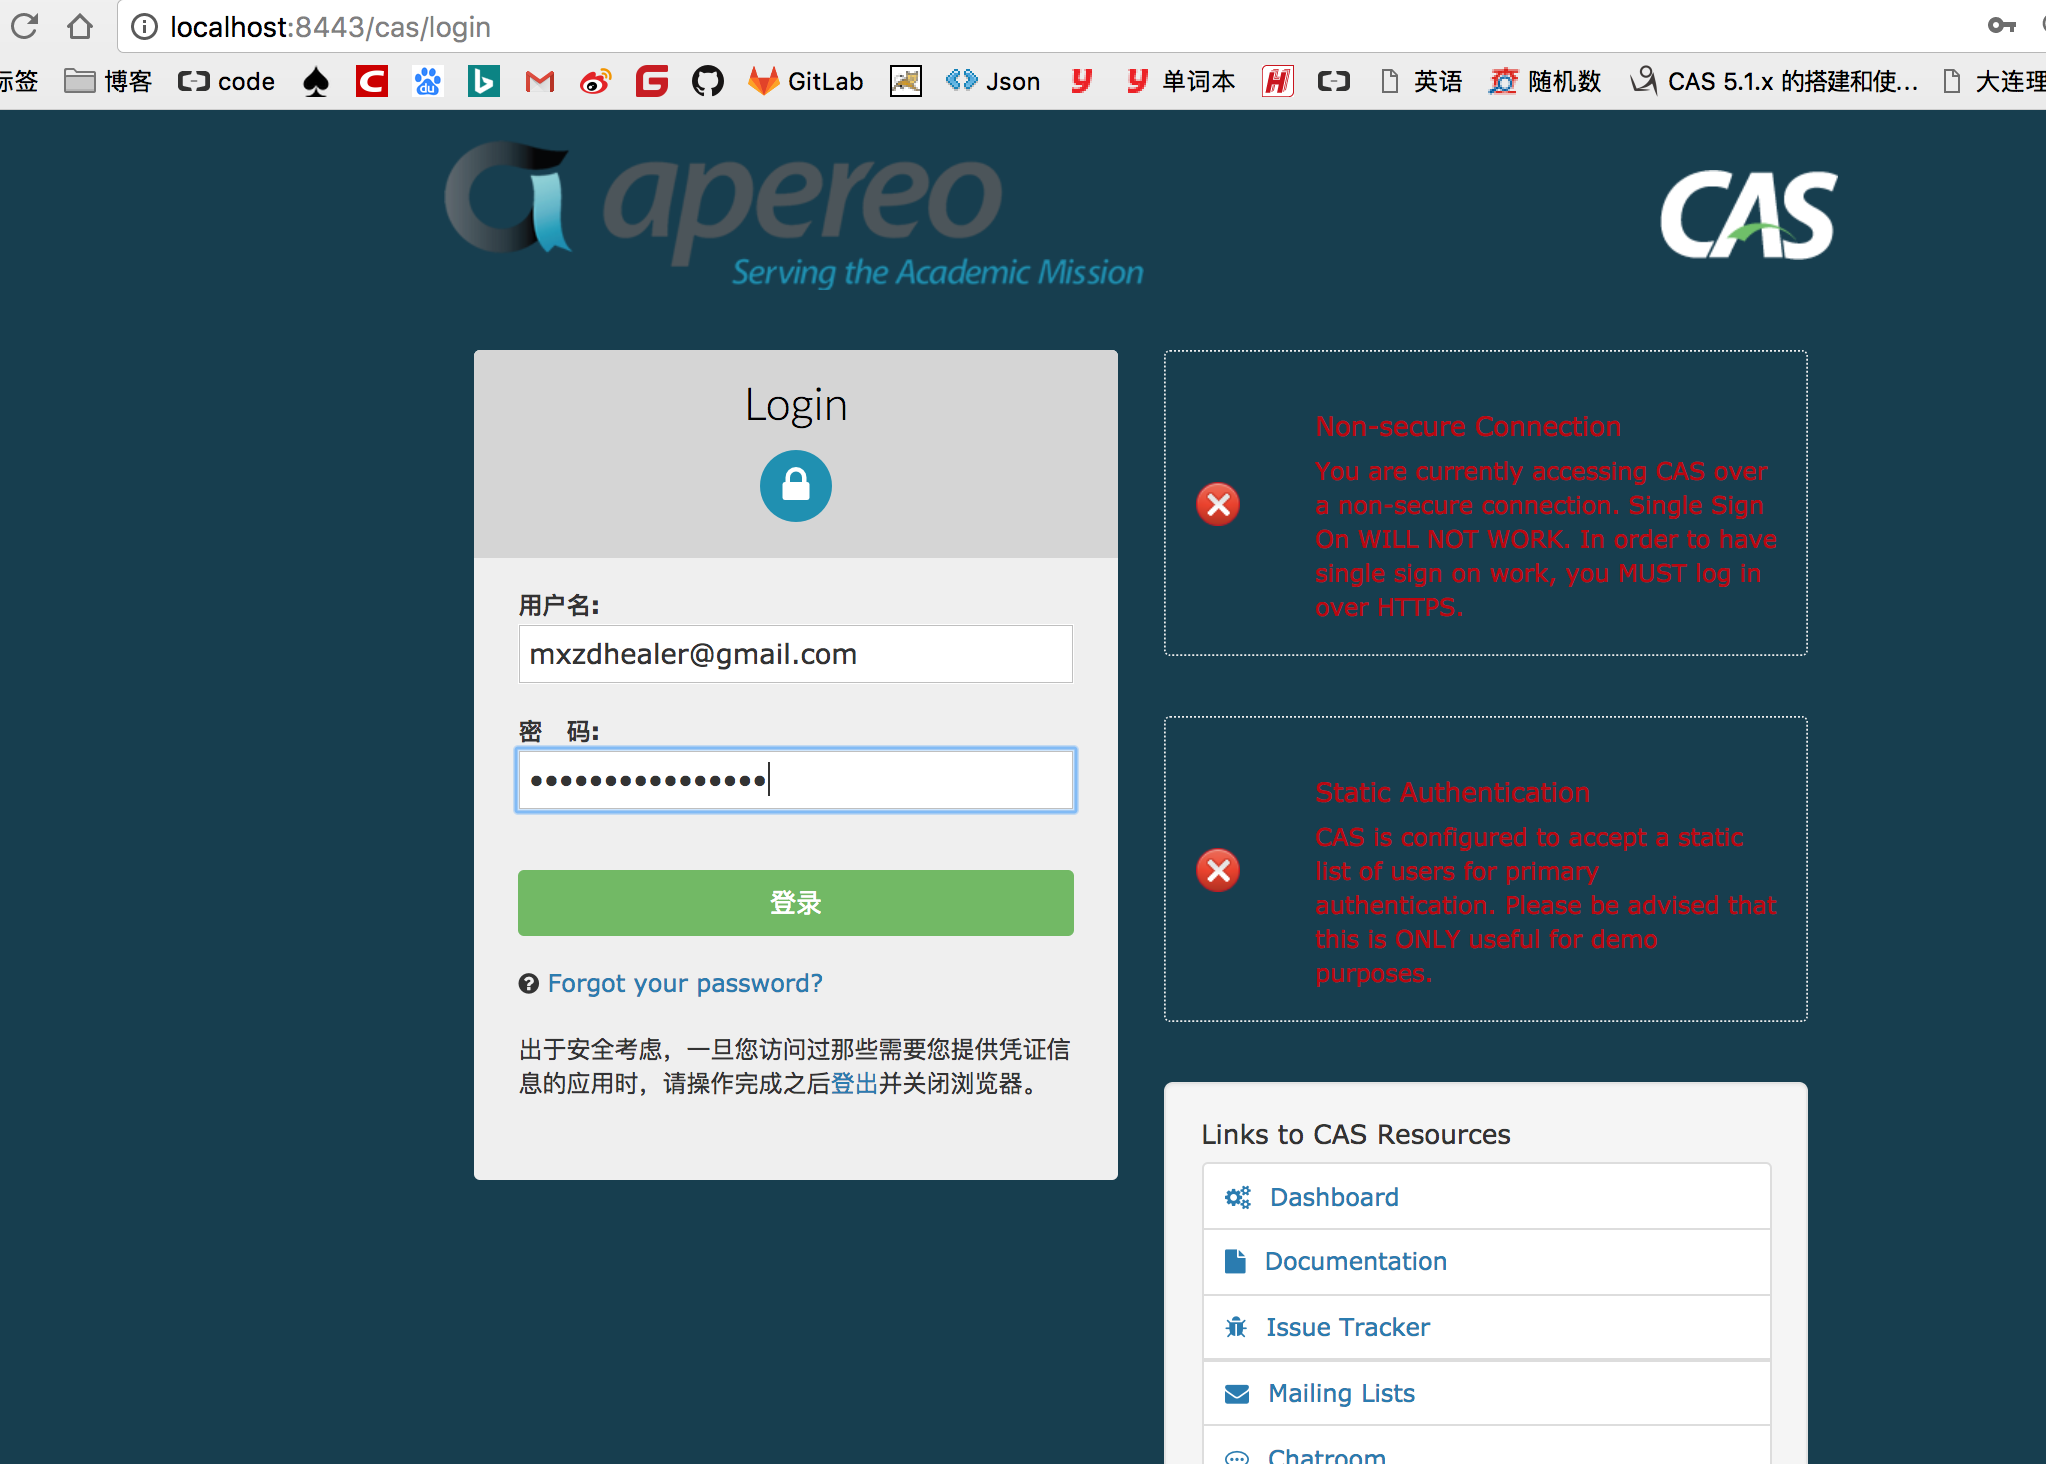 localhost:8443/cas/login
标签 博客 code GitLab Json 单词本 英语 随机数 CAS 5.1.x 的搭建和使... 大连理
apereo
Serving the Academic Mission
CAS
Login
用户名:
mxzdhealer@gmail.com
密 码:
登录
Forgot your password?
出于安全考虑，一旦您访问过那些需要您提供凭证信
息的应用时，请操作完成之后登出并关闭浏览器。
Non-secure Connection
You are currently accessing CAS over
a non-secure connection. Single Sign
On WILL NOT WORK. In order to have
single sign on work, you MUST log in
over HTTPS.
Static Authentication
CAS is configured to accept a static
list of users for primary
authentication. Please be advised that
this is ONLY useful for demo
purposes.
Links to CAS Resources
Dashboard
Documentation
Issue Tracker
Mailing Lists
Chatroom